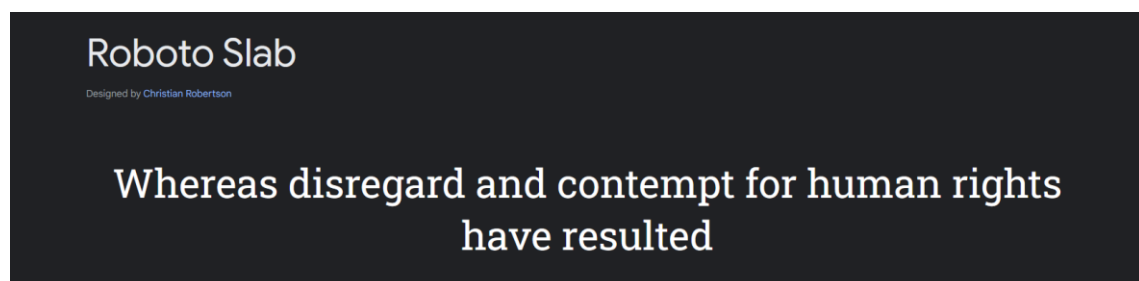 Roboto Slab
Designed by Christian Robertson
Whereas disregard and contempt for human rights
have resulted